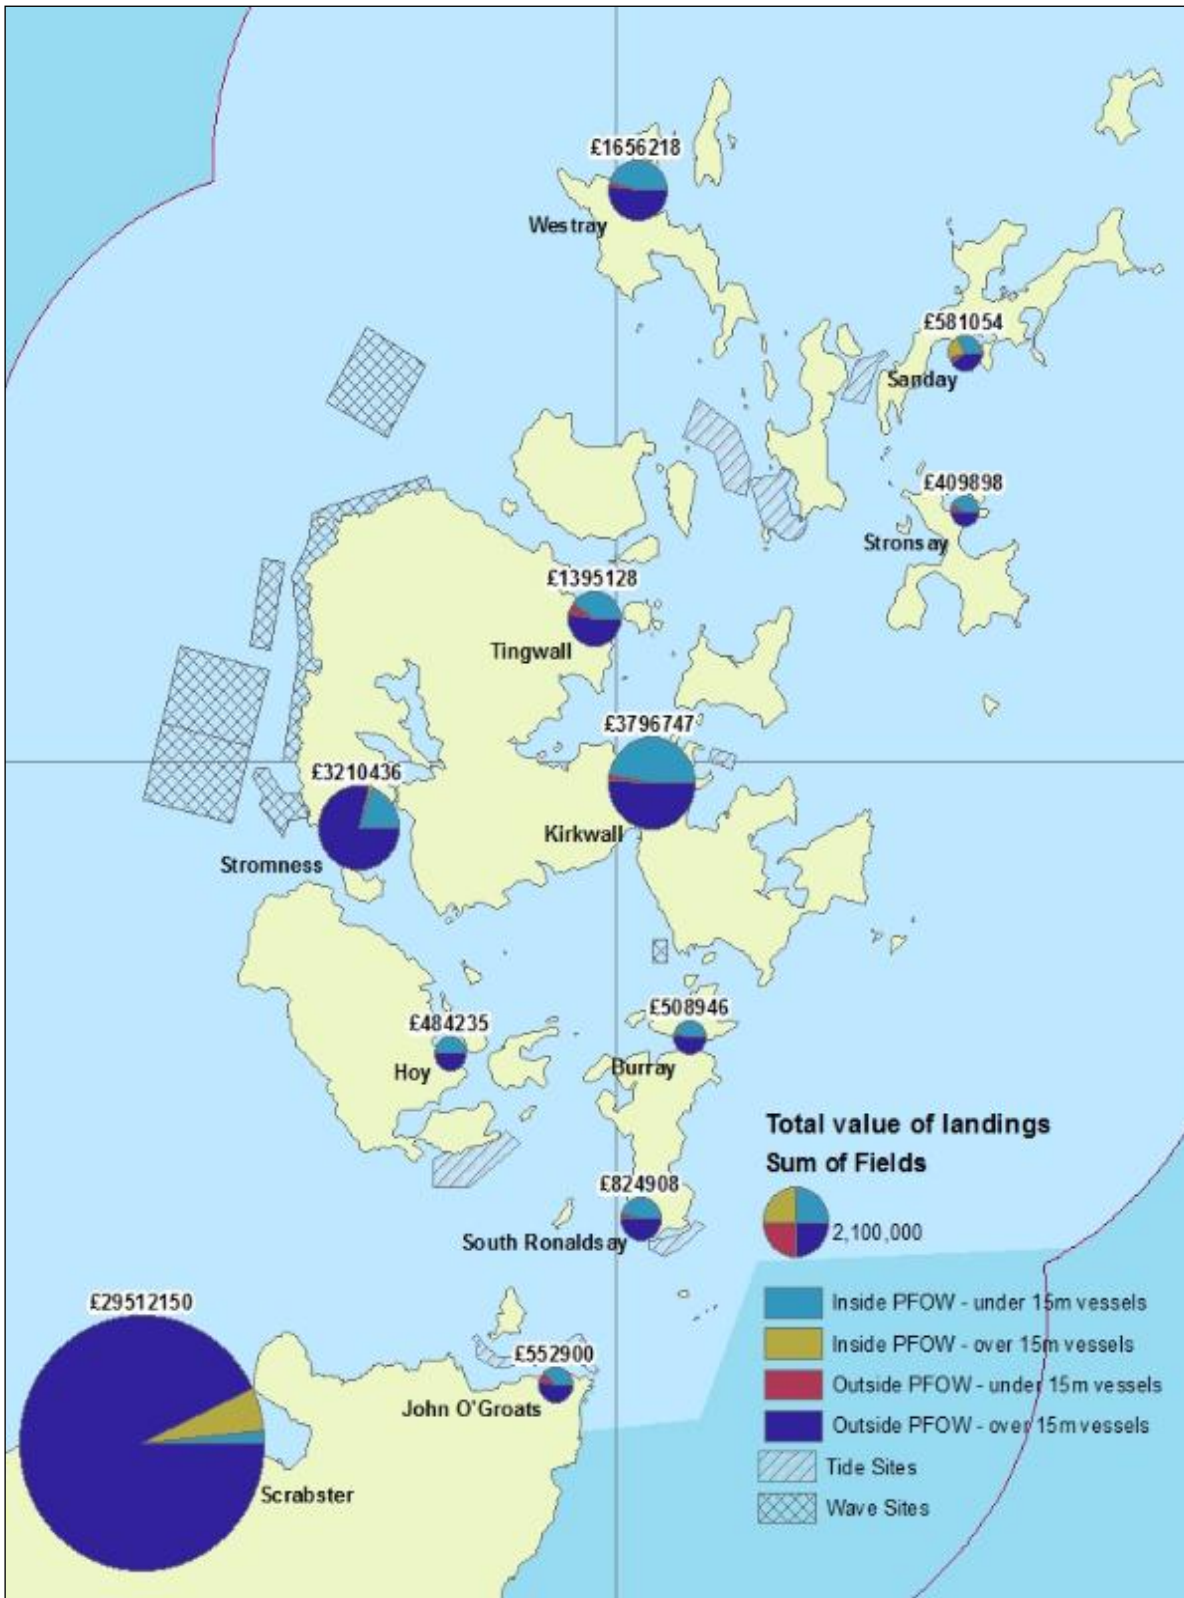 £1656218
Westray
£581054
Sanday
£409898
Stronsay
£1395128
Tingwall
£3796747
Kirkwall
£3210436
Stromness
£484235
Hoy
£508946
Burray
£824908
South Ronaldsay
£29512150
Scrabster
£552900
John O'Groats
Total value of landings
Sum of Fields
2,100,000
Inside PFOW - under 15m vessels
Inside PFOW - over 15m vessels
Outside PFOW - under 15m vessels
Outside PFOW - over 15m vessels
Tide Sites
Wave Sites